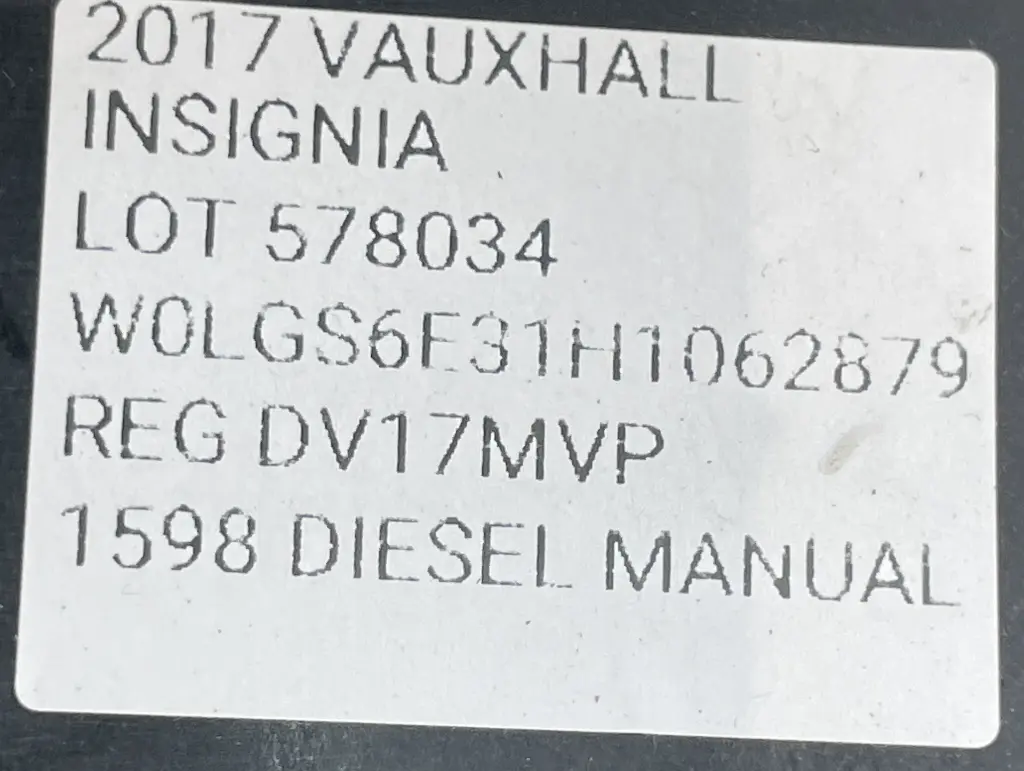 2017 VAUXHALL
INSIGNIA
LOT 578034
W0LGS6E31H1062879
REG DV17MVP
1598 DIESEL MANUAL